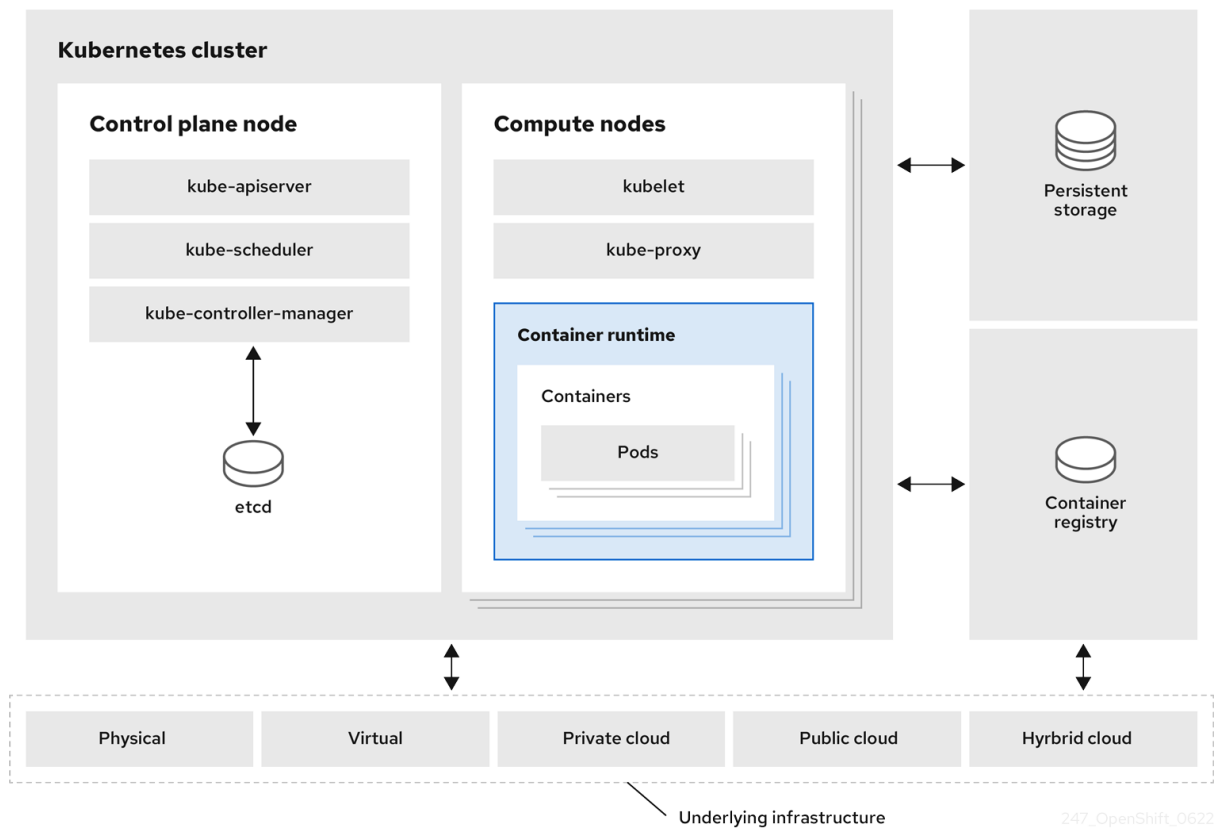 Kubernetes cluster
Control plane node
kube-apiserver
kube-scheduler
kube-controller-manager
etcd
Compute nodes
kubelet
kube-proxy
Container runtime
Containers
Pods
Persistent
storage
Container
registry
Physical
Virtual
Private cloud
Public cloud
Hyrbrid cloud
Underlying infrastructure
247_OpenShift_0622